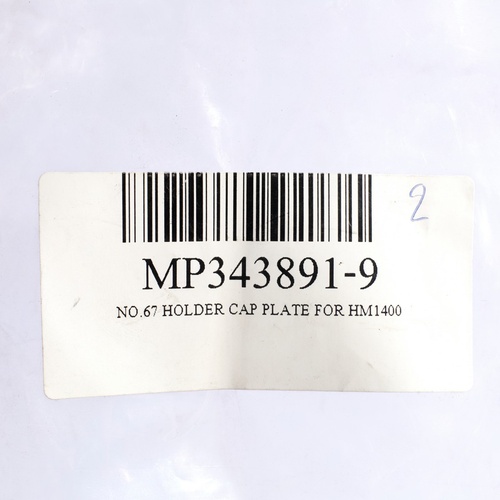 2
MP343891-9
NO.67 HOLDER CAP PLATE FOR HM1400